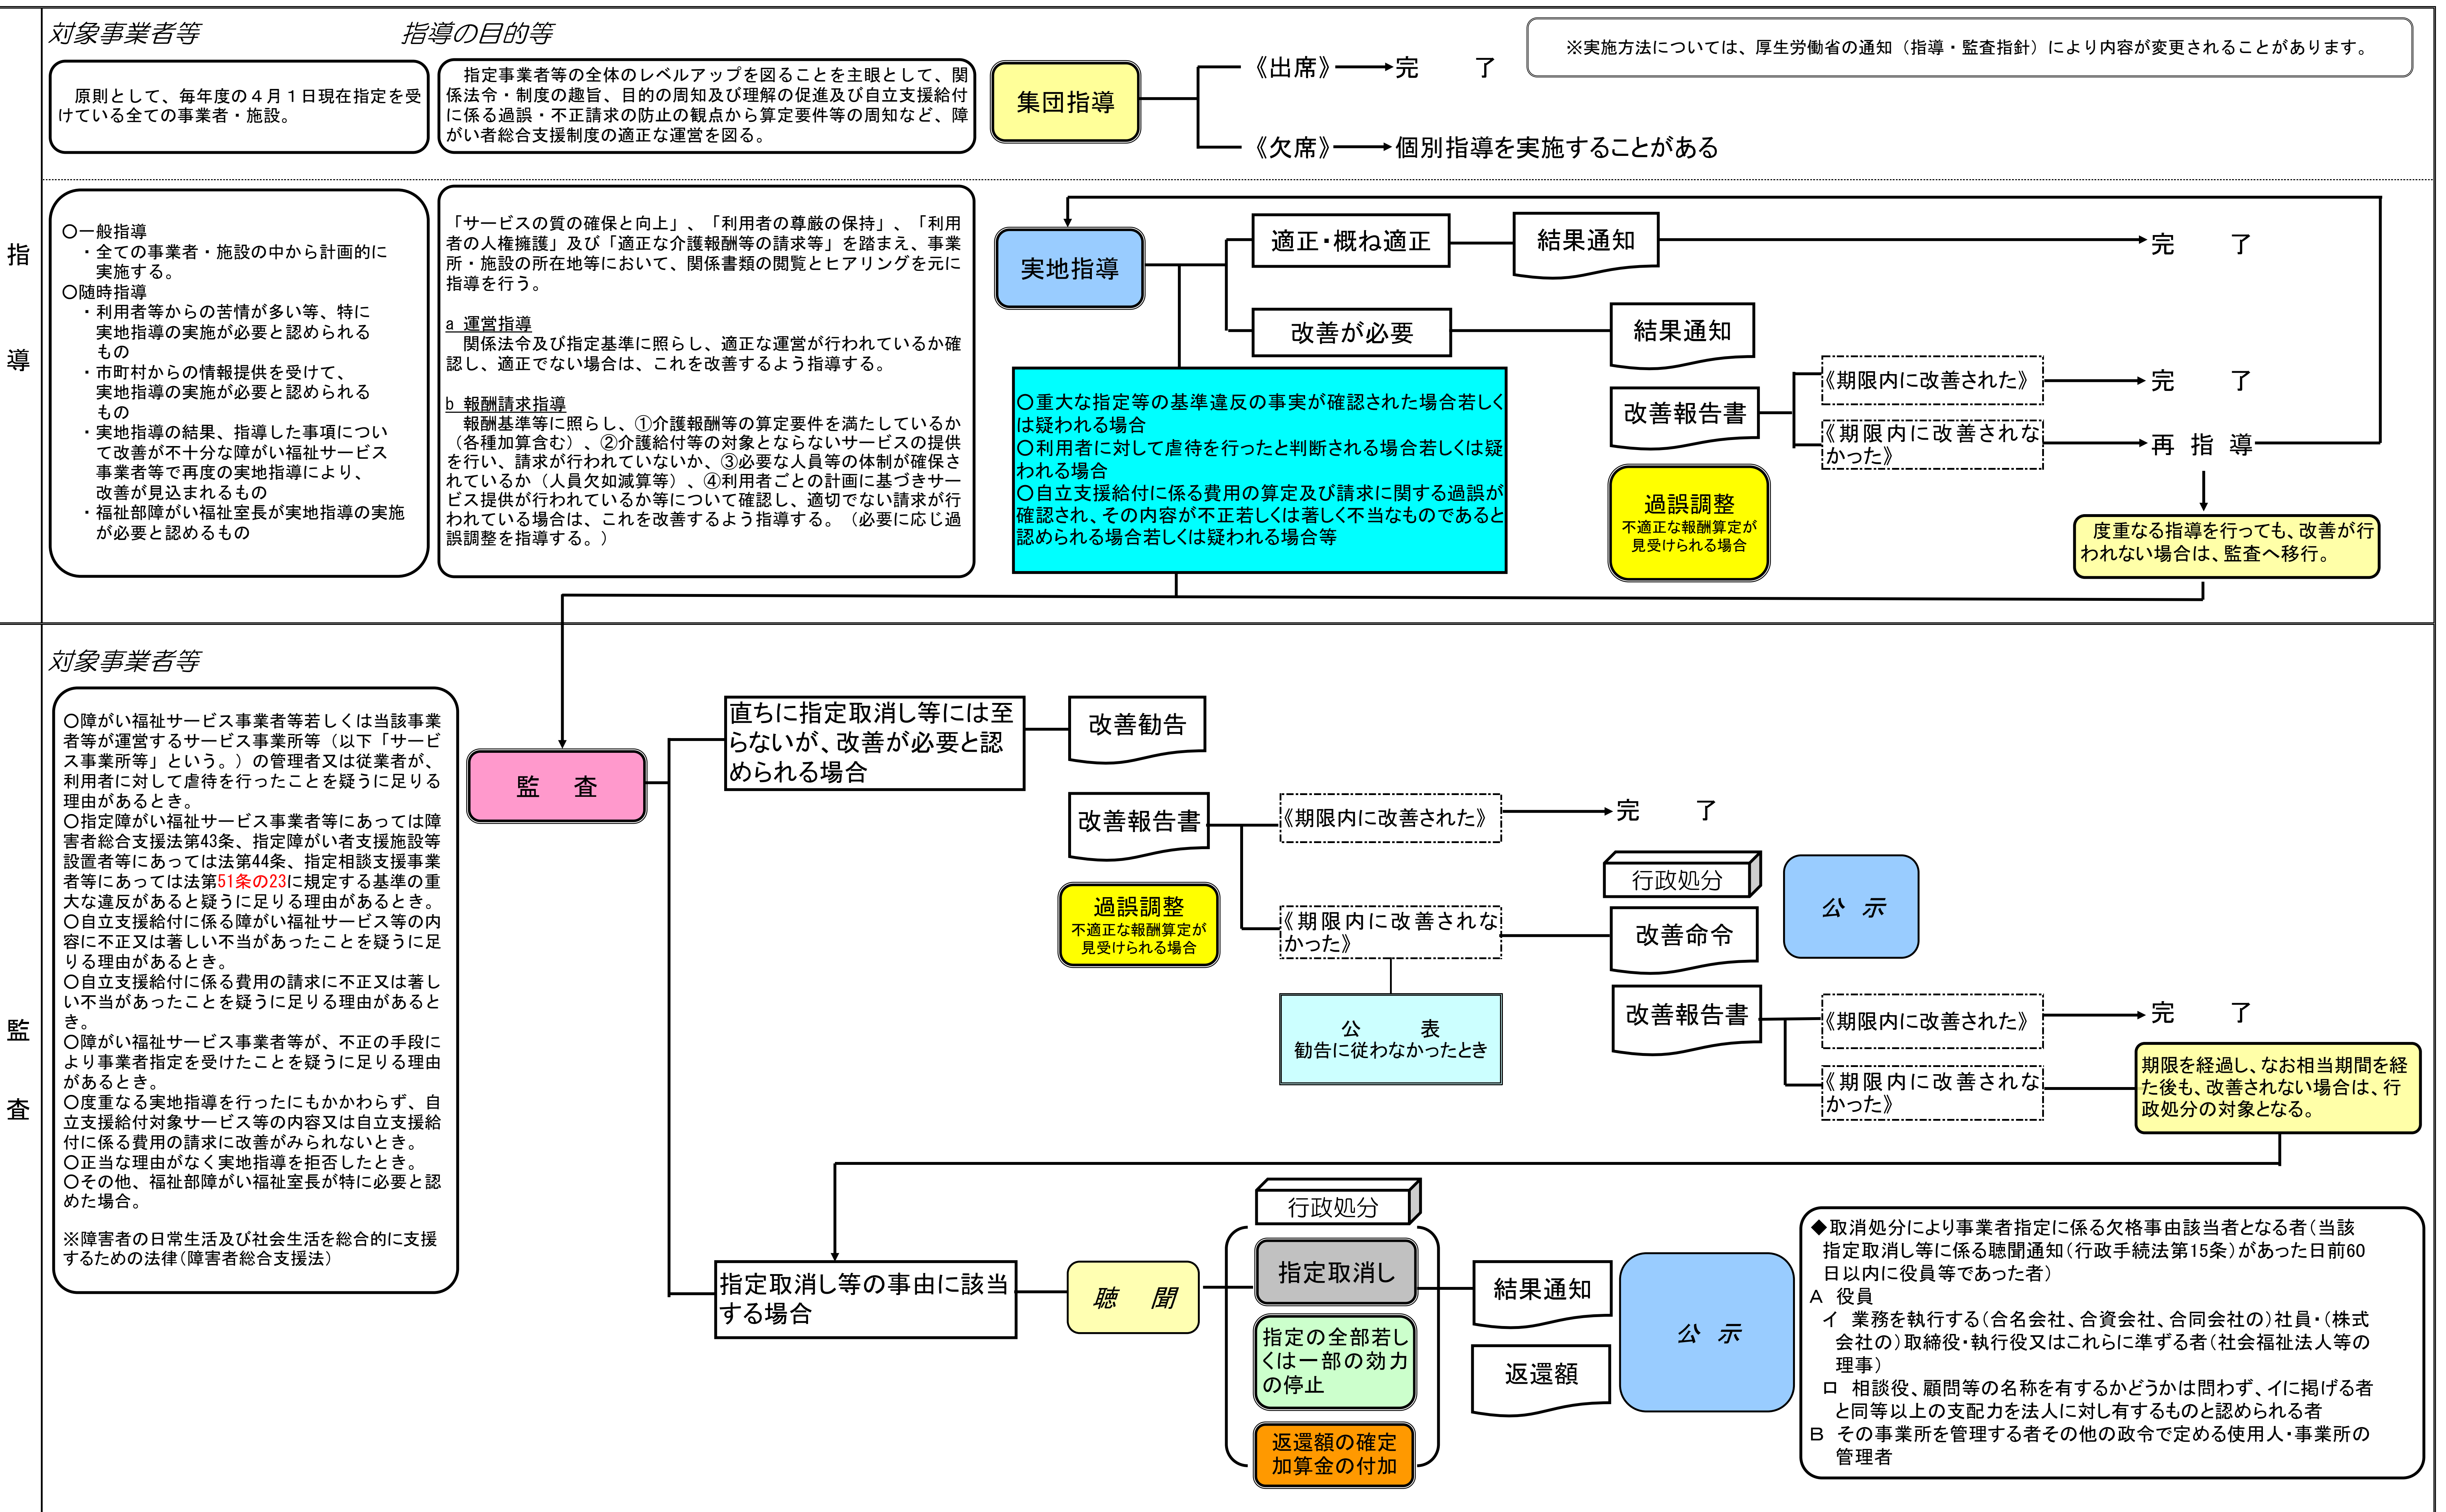 対象事業者等
指導の目的等
※実施方法については、厚生労働省の通知（指導・監査指針）により内容が変更されることがあります。
原則として、毎年度の４月１日現在指定を受
けている全ての事業者・施設。
指定事業者等の全体のレベルアップを図ることを主眼として、関
係法令・制度の趣旨、目的の周知及び理解の促進及び自立支援給付
に係る過誤・不正請求の防止の観点から算定要件等の周知など、障
がい者総合支援制度の適正な運営を図る。
集団指導
《出席》
完　了
《欠席》
個別指導を実施することがある
指
導
〇一般指導
・全ての事業者・施設の中から計画的に
実施する。
〇随時指導
・利用者等からの苦情が多い等、特に
実地指導の実施が必要と認められる
もの
・市町村からの情報提供を受けて、
実地指導の実施が必要と認められる
もの
・実地指導の結果、指導した事項につい
て改善が不十分な障がい福祉サービス
事業者等で再度の実地指導により、
改善が見込まれるもの
・福祉部障がい福祉室長が実地指導の実施
が必要と認めるもの
「サービスの質の確保と向上」、「利用者の尊厳の保持」、「利用
者の人権擁護」及び「適正な介護報酬等の請求等」を踏まえ、事業
所・施設の所在地等において、関係書類の閲覧とヒアリングを元に
指導を行う。
a 運営指導
関係法令及び指定基準に照らし、適正な運営が行われているか確
認し、適正でない場合は、これを改善するよう指導する。
b 報酬請求指導
報酬基準等に照らし、①介護報酬等の算定要件を満たしているか
（各種加算含む）、②介護給付等の対象とならないサービスの提供
を行い、請求が行われていないか、③必要な人員等の体制が確保さ
れているか（人員欠如減算等）、④利用者ごとの計画に基づきサー
ビス提供が行われているか等について確認し、適切でない請求が行
われている場合は、これを改善するよう指導する。（必要に応じ過
誤調整を指導する。）
実地指導
適正・概ね適正
結果通知
完　了
改善が必要
結果通知
〇重大な指定等の基準違反の事実が確認された場合若しく
は疑われる場合
〇利用者に対して虐待を行ったと判断される場合若しくは疑
われる場合
〇自立支援給付に係る費用の算定及び請求に関する過誤が
確認され、その内容が不正若しくは著しく不当なものであると
認められる場合若しくは疑われる場合等
改善報告書
《期限内に改善された》
完　了
《期限内に改善されな
かった》
再　指　導
過誤調整
不適正な報酬算定が
見受けられる場合
度重なる指導を行っても、改善が行
われない場合は、監査へ移行。
監
査
対象事業者等
〇障がい福祉サービス事業者等若しくは当該事業
者等が運営するサービス事業所等（以下「サービ
ス事業所等」という。）の管理者又は従業者が、
利用者に対して虐待を行ったことを疑うに足りる
理由があるとき。
〇指定障がい福祉サービス事業者等にあっては障
害者総合支援法第43条、指定障がい者支援施設等
設置者等にあっては法第44条、指定相談支援事業
者等にあっては法第51条の23に規定する基準の重
大な違反があると疑うに足りる理由があるとき。
〇自立支援給付に係る障がい福祉サービス等の内
容に不正又は著しい不当があったことを疑うに足
りる理由があるとき。
〇自立支援給付に係る費用の請求に不正又は著し
い不当があったことを疑うに足りる理由があると
き。
〇障がい福祉サービス事業者等が、不正の手段に
より事業者指定を受けたことを疑うに足りる理由
があるとき。
〇度重なる実地指導を行ったにもかかわらず、自
立支援給付対象サービス等の内容又は自立支援給
付に係る費用の請求に改善がみられないとき。
〇正当な理由がなく実地指導を拒否したとき。
〇その他、福祉部障がい福祉室長が特に必要と認
めた場合。
※障害者の日常生活及び社会生活を総合的に支援
するための法律（障害者総合支援法）
監　査
直ちに指定取消し等には至
らないが、改善が必要と認
められる場合
改善勧告
改善報告書
《期限内に改善された》
完　了
過誤調整
不適正な報酬算定が
見受けられる場合
《期限内に改善されな
かった》
公　　表
勧告に従わなかったとき
行政処分
改善命令
公　示
改善報告書
《期限内に改善された》
完　了
《期限内に改善されな
かった》
期限を経過し、なお相当期間を経
た後も、改善されない場合は、行
政処分の対象となる。
指定取消し等の事由に該当
する場合
聴　聞
行政処分
指定取消し
指定の全部若し
くは一部の効力
の停止
返還額の確定
加算金の付加
結果通知
返還額
公　示
◆取消処分により事業者指定に係る欠格事由該当者となる者（当該
指定取消し等に係る聴聞通知（行政手続法第15条）があった日前60
日以内に役員等であった者）
Ａ　役員
イ　業務を執行する（合名会社、合資会社、合同会社の）社員・（株式
会社の）取締役・執行役又はこれらに準ずる者（社会福祉法人等の
理事）
ロ　相談役、顧問等の名称を有するかどうかは問わず、イに掲げる者
と同等以上の支配力を法人に対し有するものと認められる者
Ｂ　その事業所を管理する者その他の政令で定める使用人・事業所の
管理者